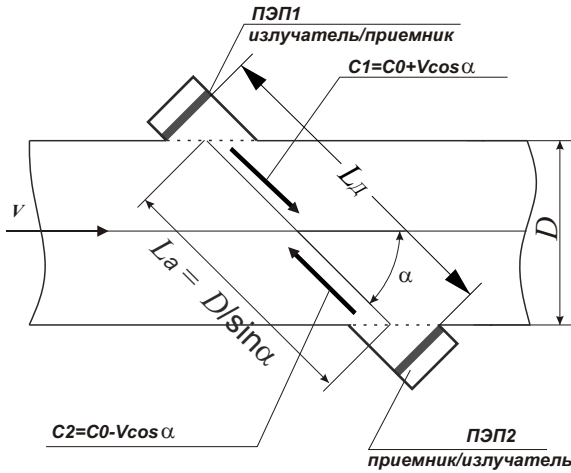 ПЭП1
излучатель/приемник
C1=C0+Vcosα
Lд
D
V
α
La = D/sinα
C2=C0-Vcosα
ПЭП2
приемник/излучатель